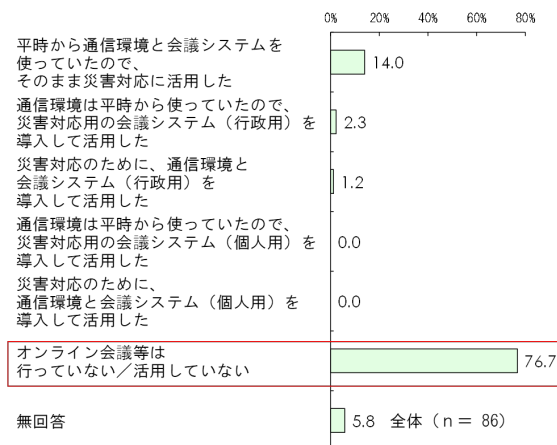 0% 20% 40% 60% 80%
平時から通信環境と会議システムを
使っていたので、
そのまま災害対応に活用した
14.0
通信環境は平時から使っていたので、
災害対応用の会議システム（行政用）を
導入して活用した
2.3
災害対応のために、通信環境と
会議システム（行政用）を
導入して活用した
1.2
通信環境は平時から使っていたので、
災害対応用の会議システム（個人用）を
導入して活用した
0.0
災害対応のために、
通信環境と会議システム（個人用）を
導入して活用した
0.0
オンライン会議等は
行っていない／活用していない
76.7
無回答
5.8 全体（ｎ＝ 86）